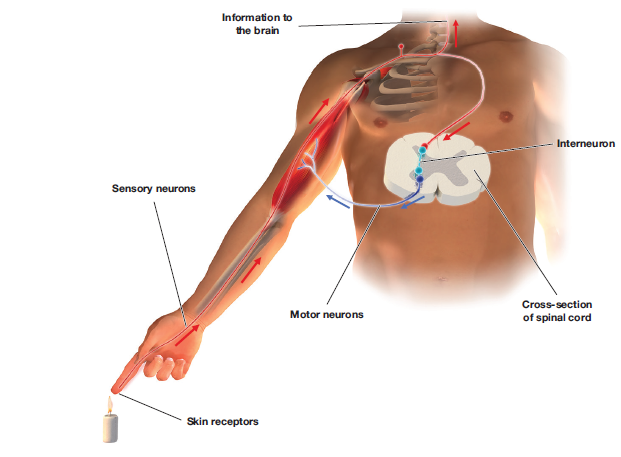 Information to
the brain
Interneuron
Sensory neurons
Cross-section
of spinal cord
Motor neurons
Skin receptors